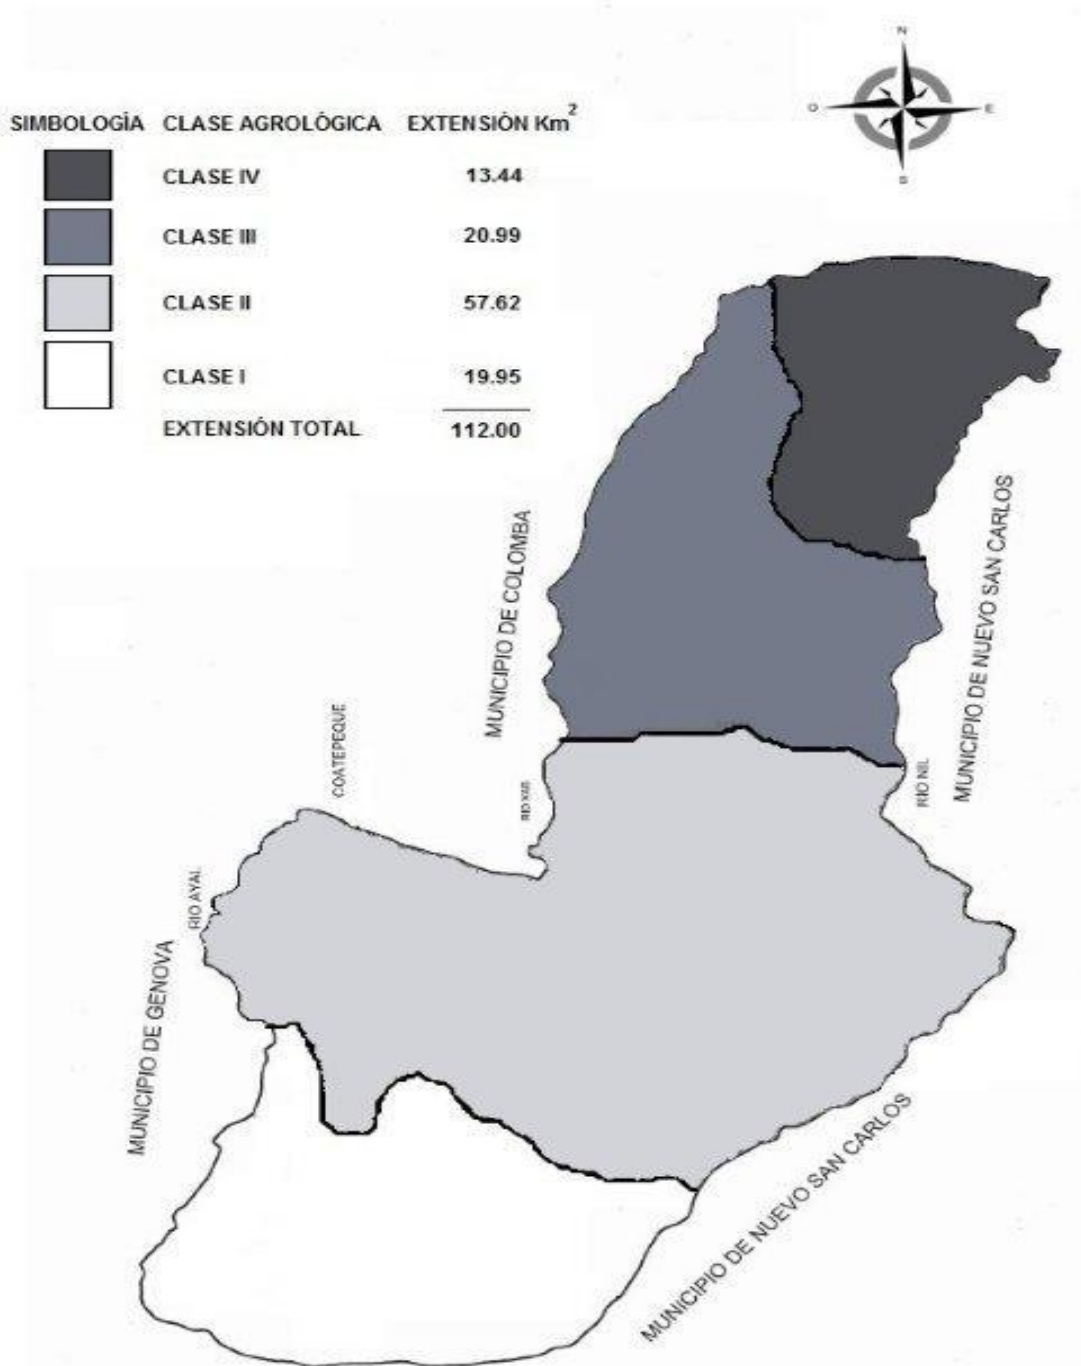 N
O
E
S
SIMBOLOGÌA CLASE AGROLÓGICA EXTENSIÓN Km²
CLASE IV 13.44
CLASE III 20.99
CLASE II 57.62
CLASE I 19.95
EXTENSIÓN TOTAL 112.00
MUNICIPIO DE COLOMBA
MUNICIPIO DE NUEVO SAN CARLOS
COATEPEQUE
RIO NIL
RIO
RIO AYAL
MUNICIPIO DE GENOVA
MUNICIPIO DE NUEVO SAN CARLOS